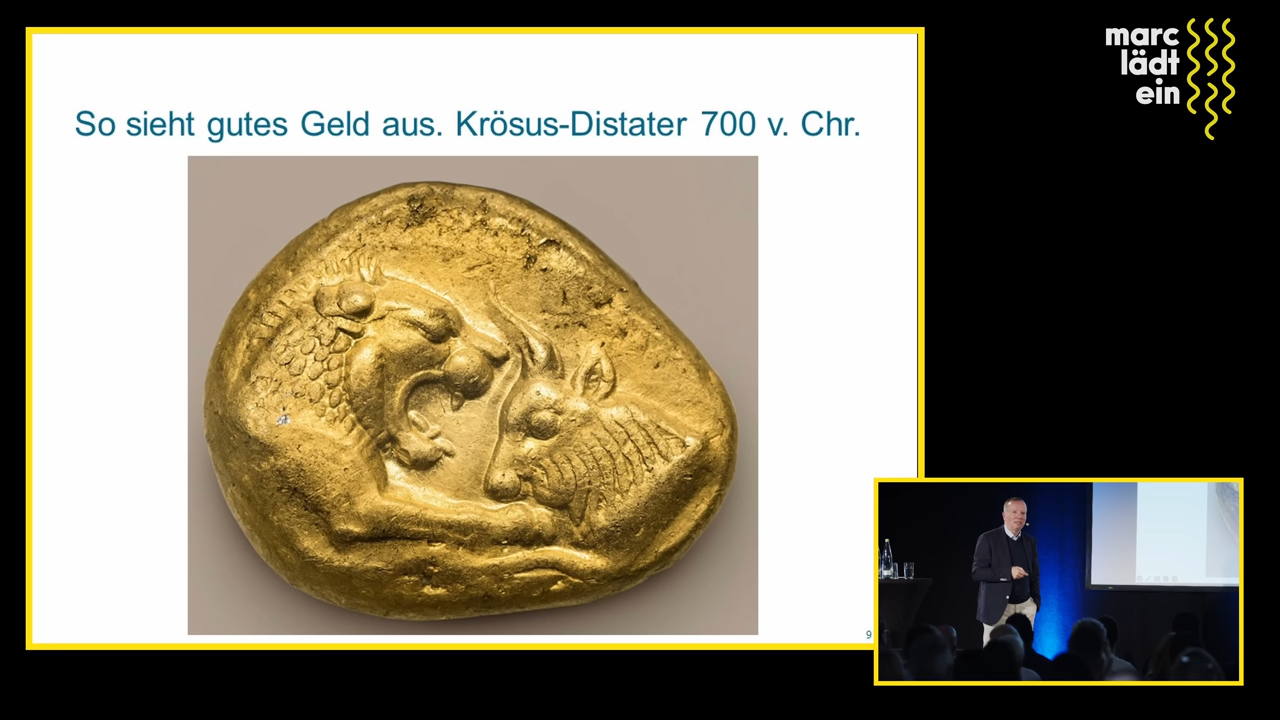 So sieht gutes Geld aus. Krösus-Distater 700 v. Chr.
marc
lädt
ein
9